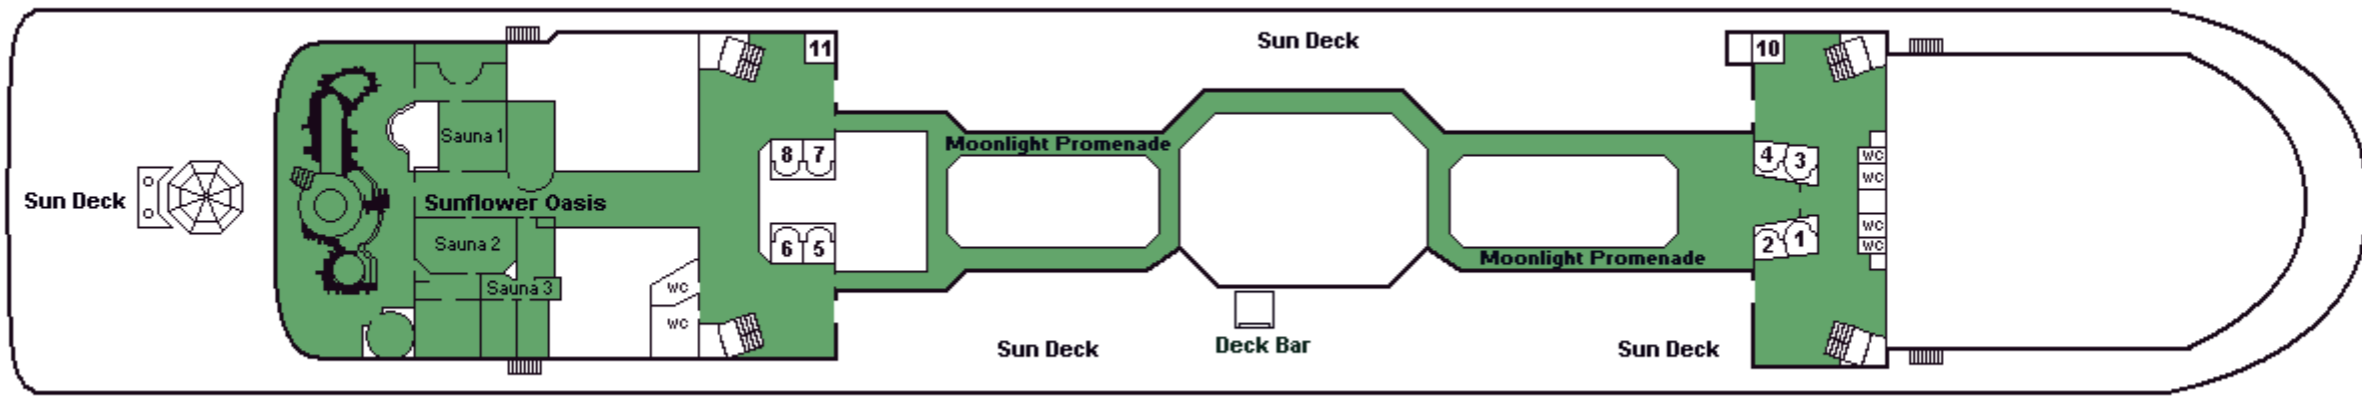 Sun Deck
11
10
Sauna 1
Moonlight Promenade
8 7
4 3
WC
WC
Sun Deck
Sunflower Oasis
Sauna 2
6 5
2 1
WC
WC
Moonlight Promenade
Sauna 3
WC
WC
Sun Deck
Deck Bar
Sun Deck